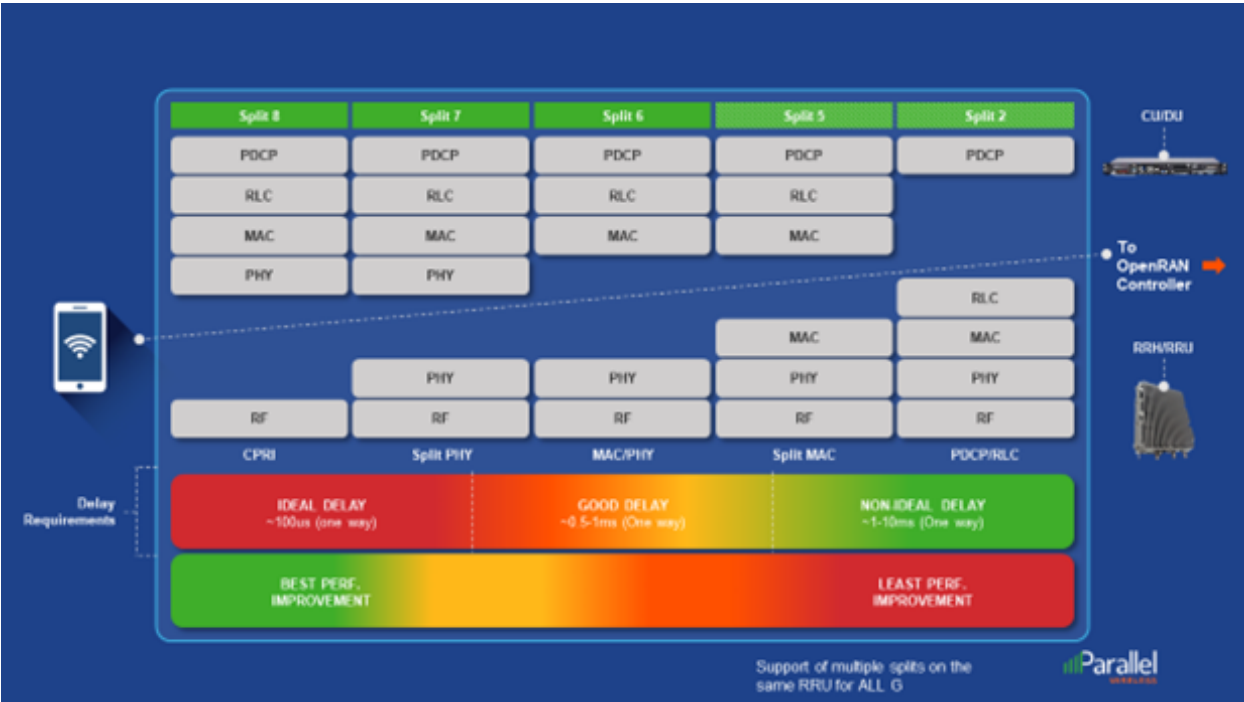 Split 8 Split 7 Split 6 Split 5 Split 2
CU/DU
PDCP PDCP PDCP PDCP PDCP
RLC RLC RLC RLC
MAC MAC MAC MAC
PHY PHY
To
OpenRAN
Controller
RLC
MAC MAC
RRH/RRU
PHY PHY PHY PHY
RF RF RF RF RF
CPRI Split PHY MAC/PHY Split MAC PDCP/RLC
Delay
Requirements
IDEAL DELAY
~100us (one way)
GOOD DELAY
~0.5-1ms (One way)
NON-IDEAL DELAY
~1-10ms (One way)
BEST PERF.
IMPROVEMENT
LEAST PERF.
IMPROVEMENT
Support of multiple splits on the
same RRU for ALL G
Parallel
WIRELESS